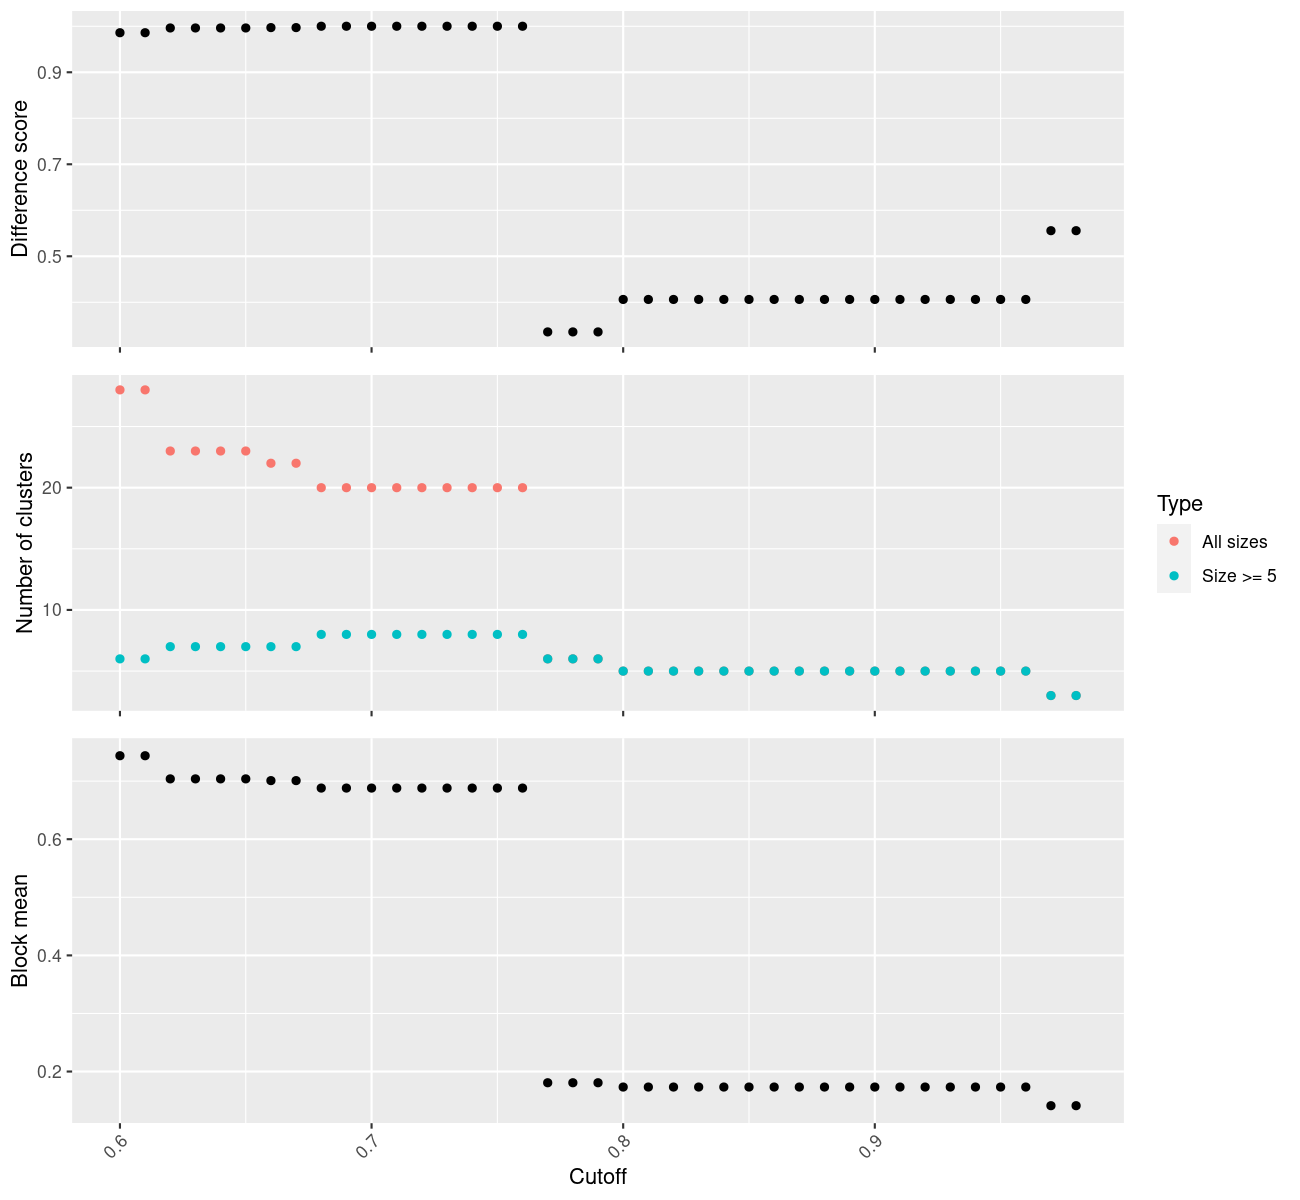 Difference score
0.9
0.7
0.5
Number of clusters
20
10
Type
All sizes
Size >= 5
Block mean
0.6
0.4
0.2
0.6
0.7
0.8
0.9
Cutoff